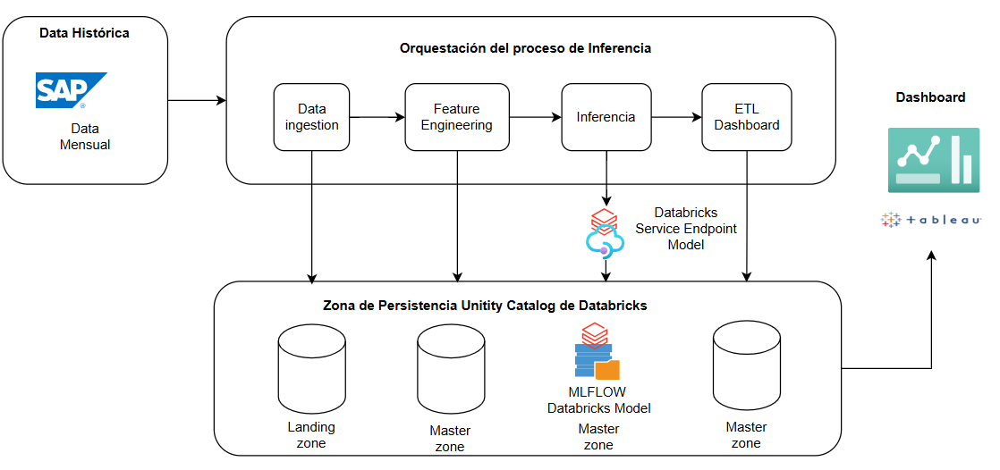 Data Histórica
SAP
®
Data
Mensual
Orquestación del proceso de Inferencia
Data
ingestion
Feature
Engineering
Inferencia
ETL
Dashboard
Dashboard
+ a b l e a u
Databricks
Service Endpoint
Model
Zona de Persistencia Unitity Catalog de Databricks
Landing
zone
Master
zone
MLFLOW
Databricks Model
Master
zone
Master
zone